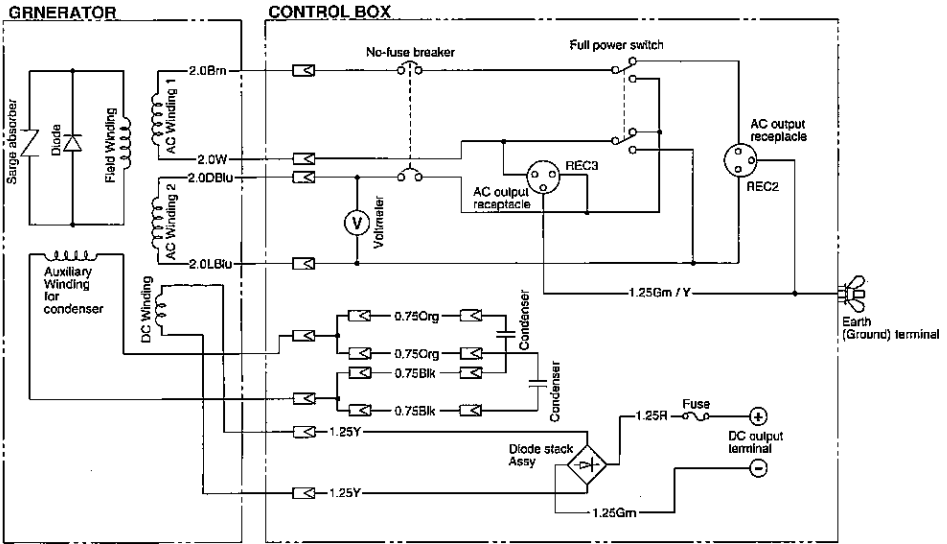 GRNERATOR
CONTROL BOX
No-fuse breaker
Full power switch
Sarge absorber
Diode
Field Winding
AC Winding 1
2.0Brn
2.0W
AC output
receptacle
REC2
REC3
AC output
receptacle
2.0DBlu
AC Winding 2
V
Voltmeter
2.0LBlu
Auxiliary
Winding
for
condenser
DC Winding
1.25Grn / Y
Earth
(Ground) terminal
0.75Org
Condenser
0.75Org
0.75Blk
Condenser
0.75Blk
1.25Y
Diode stack
Assy
1.25R
Fuse
+
DC output
terminal
−
1.25Y
1.25Grn